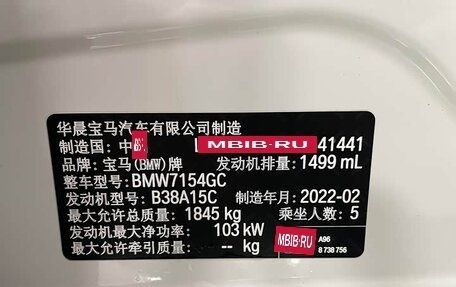 华晨宝马汽车有限公司制造
制造国:中 MBIB.RU 41441
品牌:宝马(BMW)牌 发动机排量:1499 mL
整车型号:BMW7154GC
发动机型号:B38A15C 制造年月:2022-02
最大允许总质量: 1845 kg 乘坐人数: 5
发动机最大净功率: 103 kW
最大允许牵引质量: -- kg MBIB.RU A96
8 738 756